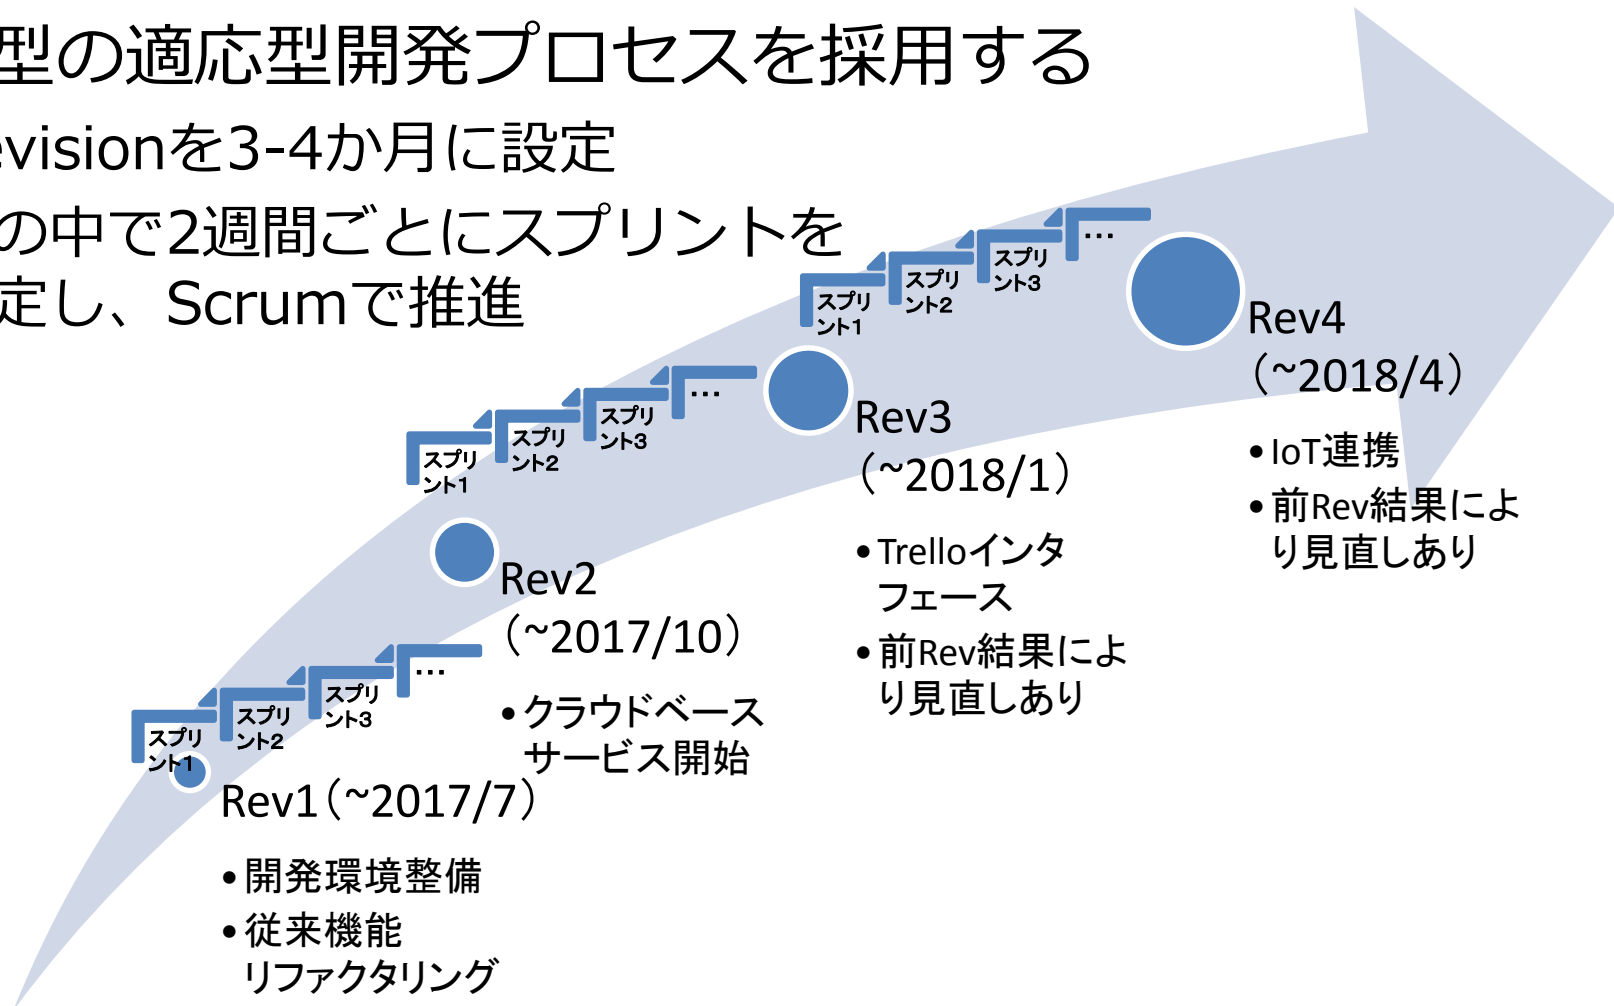 型の適応型開発プロセスを採用する
evisionを3-4か月に設定
の中で2週間ごとにスプリントを
定し、Scrumで推進
スプリ
ント1
スプリ
ント2
スプリ
ント3
…
Rev1(~2017/7)
•開発環境整備
•従来機能
リファクタリング
スプリ
ント1
スプリ
ント2
スプリ
ント3
…
Rev2
(~2017/10)
•クラウドベース
サービス開始
スプリ
ント1
スプリ
ント2
スプリ
ント3
…
Rev3
(~2018/1)
•Trelloインタ
フェース
•前Rev結果によ
り見直しあり
Rev4
(~2018/4)
•IoT連携
•前Rev結果によ
り見直しあり